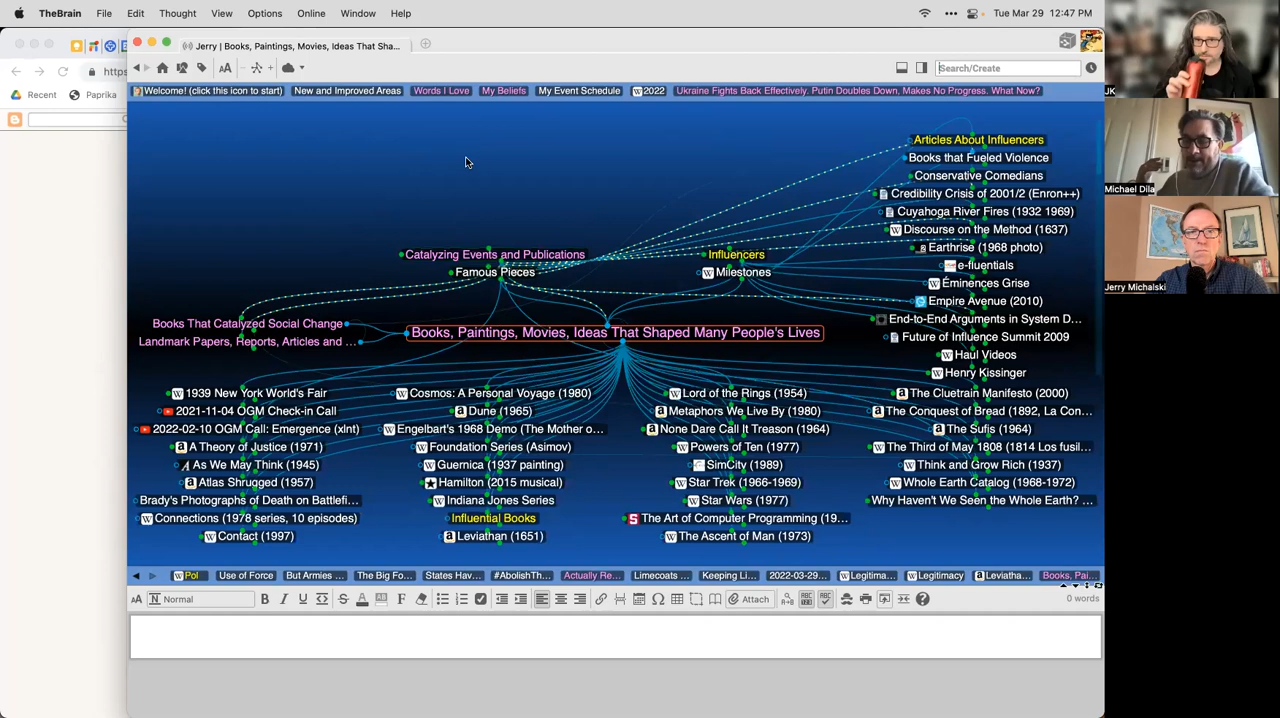 TheBrain File Edit Thought View Options Online Window Help
Tue Mar 29 12:47 PM
Jerry | Books, Paintings, Movies, Ideas That Sha...
https
Search/Create
Recent Paprika
Welcome! (click this icon to start) New and Improved Areas Words I Love My Beliefs My Event Schedule 2022 Ukraine Fights Back Effectively. Putin Doubles Down, Makes No Progress. What Now?
JK
Articles About Influencers
Books that Fueled Violence
Conservative Comedians
Credibility Crisis of 2001/2 (Enron++)
Cuyahoga River Fires (1932 1969)
Discourse on the Method (1637)
Earthrise (1968 photo)
e-fluentials
Éminences Grise
Empire Avenue (2010)
End-to-End Arguments in System D...
Future of Influence Summit 2009
Haul Videos
Henry Kissinger
Michael Dila
Jerry Michalski
Catalyzing Events and Publications
Famous Pieces
Influencers
Milestones
Books That Catalyzed Social Change
Landmark Papers, Reports, Articles and ...
Books, Paintings, Movies, Ideas That Shaped Many People's Lives
1939 New York World's Fair
2021-11-04 OGM Check-in Call
2022-02-10 OGM Call: Emergence (xlnt)
A Theory of Justice (1971)
As We May Think (1945)
Atlas Shrugged (1957)
Brady's Photographs of Death on Battlefi...
Connections (1978 series, 10 episodes)
Contact (1997)
Cosmos: A Personal Voyage (1980)
Dune (1965)
Engelbart's 1968 Demo (The Mother o...
Foundation Series (Asimov)
Guernica (1937 painting)
Hamilton (2015 musical)
Indiana Jones Series
Influential Books
Leviathan (1651)
Lord of the Rings (1954)
Metaphors We Live By (1980)
None Dare Call It Treason (1964)
Powers of Ten (1977)
SimCity (1989)
Star Trek (1966-1969)
Star Wars (1977)
The Art of Computer Programming (19...
The Ascent of Man (1973)
The Cluetrain Manifesto (2000)
The Conquest of Bread (1892, La Con...
The Sufis (1964)
The Third of May 1808 (1814 Los fusil...
Think and Grow Rich (1937)
Whole Earth Catalog (1968-1972)
Why Haven't We Seen the Whole Earth? ...
Pol Use of Force But Armies ... The Big Fo... States Hav... #AbolishTh... Actually Re... Limecoats ... Keeping Li... 2022-03-29... Legitima... Legitimacy Leviatha... Books, Pai...
Normal B I U S Attach 0 words